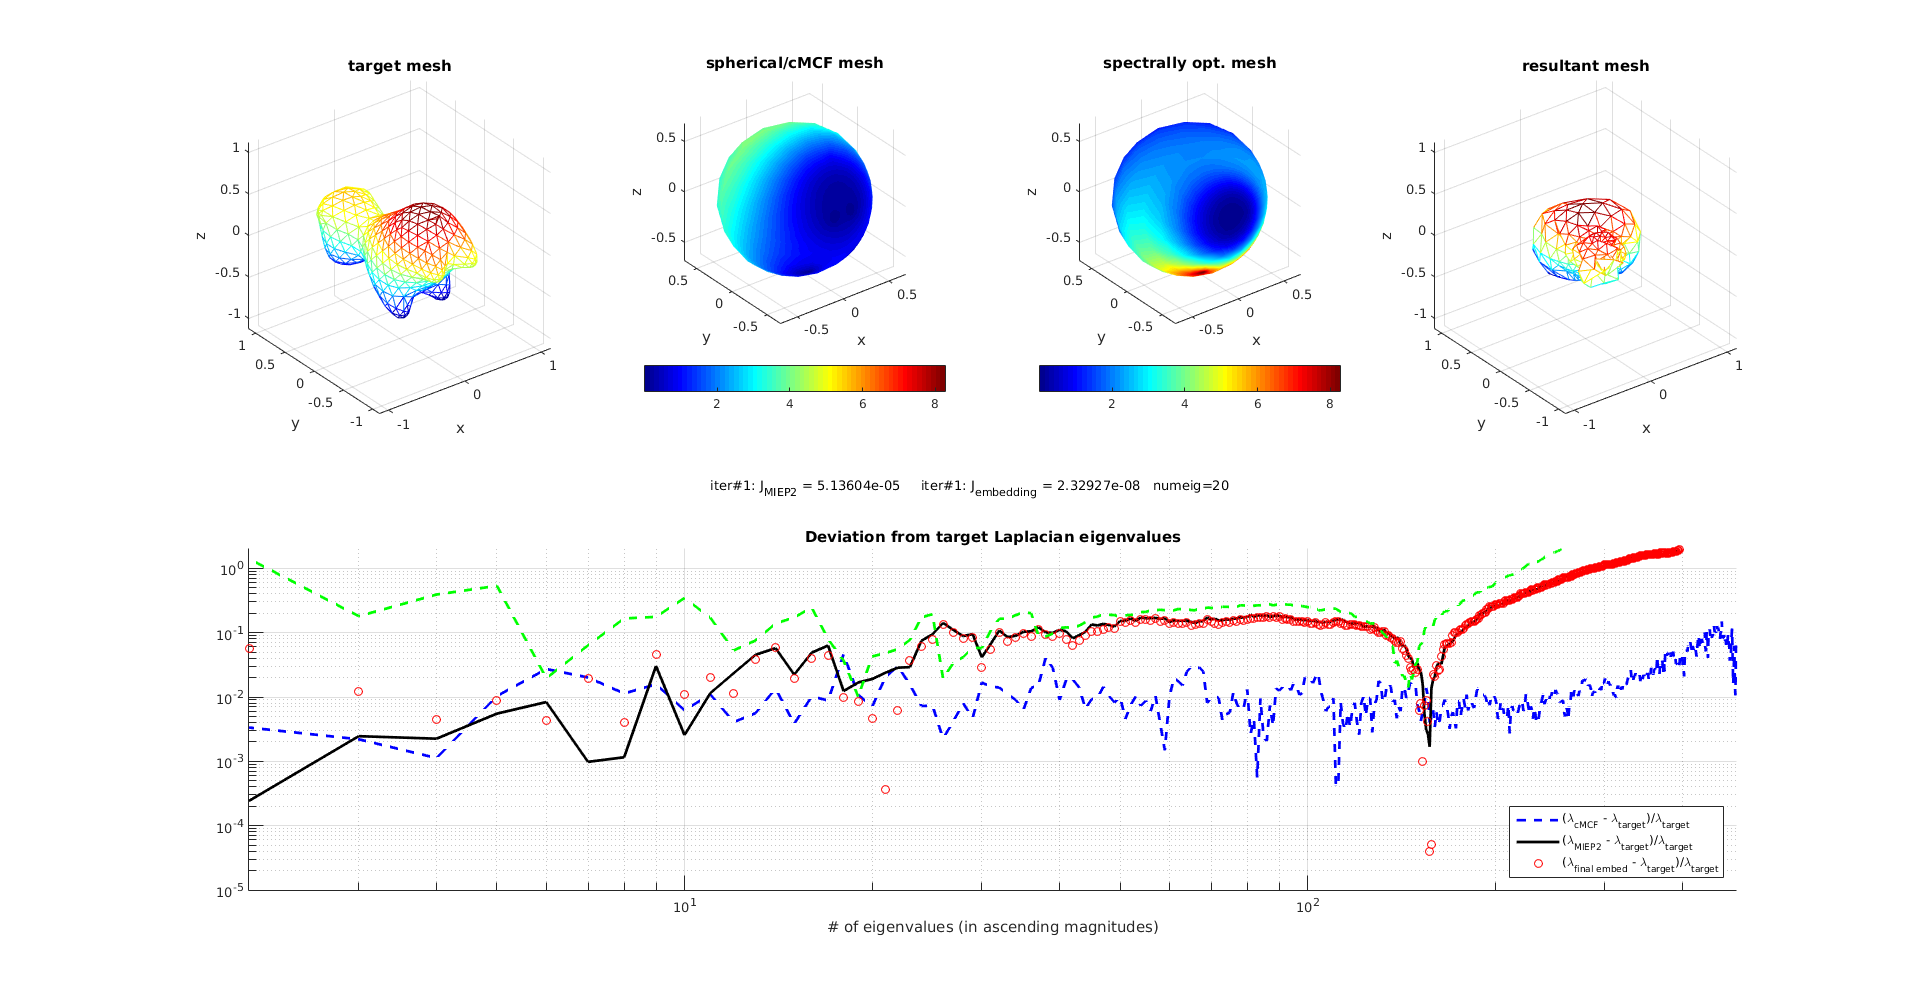 target mesh
spherical/cMCF mesh
spectrally opt. mesh
resultant mesh
1
0.5
0
-0.5
-1
z
1
0.5
0
-0.5
-1
y
-1
0
1
x
0.5
0
-0.5
z
0.5
0
-0.5
y
-0.5
0
0.5
x
2 4 6 8
0.5
0
-0.5
z
0.5
0
-0.5
y
-0.5
0
0.5
x
2 4 6 8
1
0.5
0
-0.5
-1
z
1
0.5
0
-0.5
-1
y
-1
0
1
x
iter#1: J_MIEP2 = 5.13604e-05 iter#1: J_embedding = 2.32927e-08 numeig=20
Deviation from target Laplacian eigenvalues
10^0
10^-1
10^-2
10^-3
10^-4
10^-5
10^1 10^2
# of eigenvalues (in ascending magnitudes)
(λ_cMCF - λ_target)/λ_target
(λ_MIEP2 - λ_target)/λ_target
(λ_final embed - λ_target)/λ_target